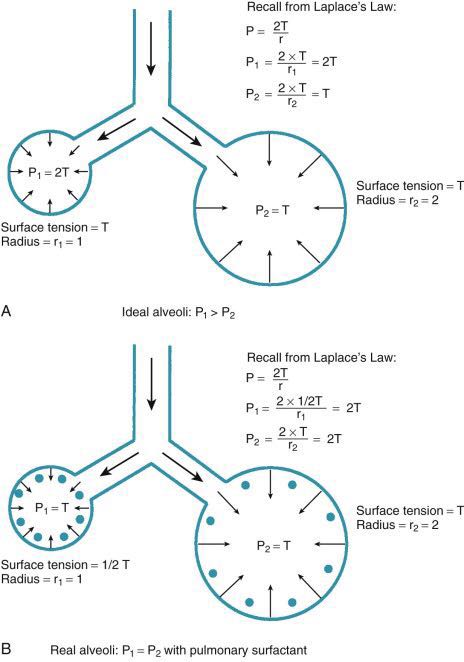 Recall from Laplace's Law:
P = 2T/r
P₁ = 2 × T/r₁ = 2T
P₂ = 2 × T/r₂ = T
P₁ = 2T
P₂ = T
Surface tension = T
Radius = r₂ = 2
Surface tension = T
Radius = r₁ = 1
A
Ideal alveoli: P₁ > P₂
Recall from Laplace's Law:
P = 2T/r
P₁ = 2 × 1/2T/r₁ = 2T
P₂ = 2 × T/r₂ = 2T
P₁ = T
P₂ = T
Surface tension = T
Radius = r₂ = 2
Surface tension = 1/2 T
Radius = r₁ = 1
B
Real alveoli: P₁ = P₂ with pulmonary surfactant